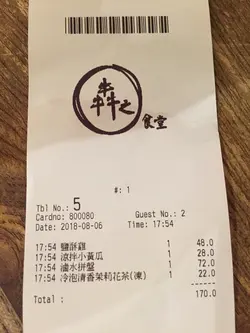 犇之
食堂
#: 1
Tbl No.: 5
Cardno: 800080 Guest No.: 2
Date: 2018-08-06 Time: 17:54
17:54 鹽酥雞 1 48.0
17:54 涼拌小黃瓜 1 28.0
17:54 滷水拼盤 1 72.0
17:54 冷泡清香茉莉花茶(凍) 1 22.0
------
Total : 170.0